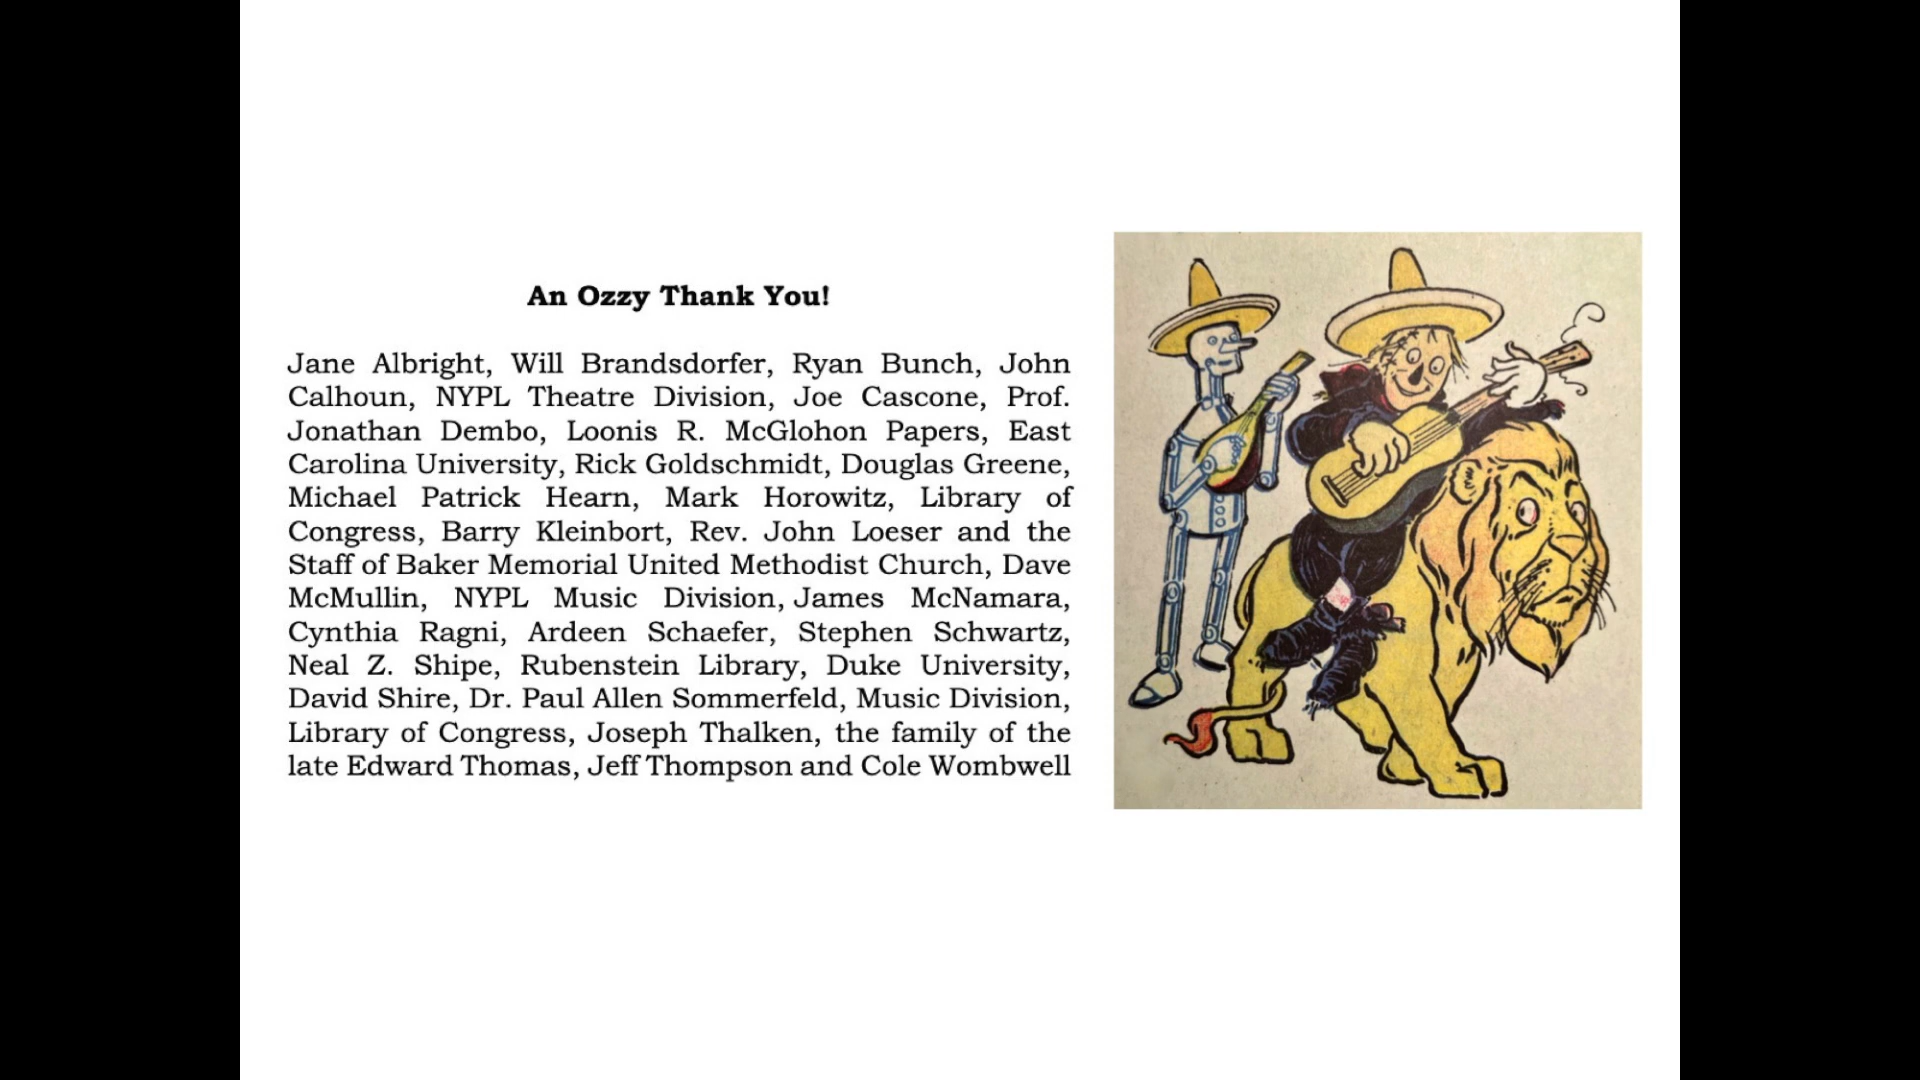 An Ozzy Thank You!
Jane Albright, Will Brandsdorfer, Ryan Bunch, John
Calhoun, NYPL Theatre Division, Joe Cascone, Prof.
Jonathan Dembo, Loonis R. McGlohon Papers, East
Carolina University, Rick Goldschmidt, Douglas Greene,
Michael Patrick Hearn, Mark Horowitz, Library of
Congress, Barry Kleinbort, Rev. John Loeser and the
Staff of Baker Memorial United Methodist Church, Dave
McMullin, NYPL Music Division, James McNamara,
Cynthia Ragni, Ardeen Schaefer, Stephen Schwartz,
Neal Z. Shipe, Rubenstein Library, Duke University,
David Shire, Dr. Paul Allen Sommerfeld, Music Division,
Library of Congress, Joseph Thalken, the family of the
late Edward Thomas, Jeff Thompson and Cole Wombwell